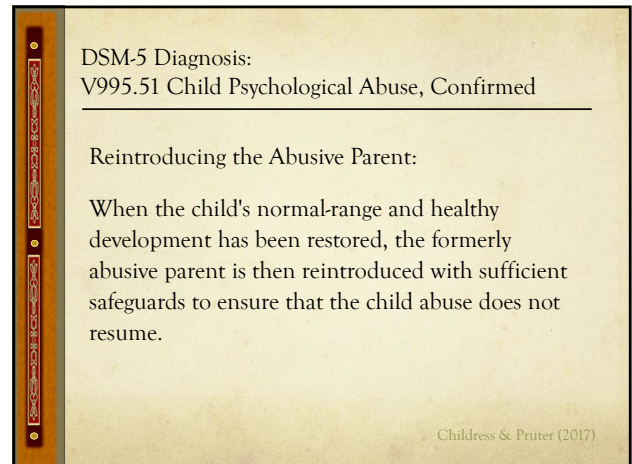 DSM-5 Diagnosis:
V995.51 Child Psychological Abuse, Confirmed
Reintroducing the Abusive Parent:
When the child's normal-range and healthy
development has been restored, the formerly
abusive parent is then reintroduced with sufficient
safeguards to ensure that the child abuse does not
resume.
Childress & Pruter (2017)